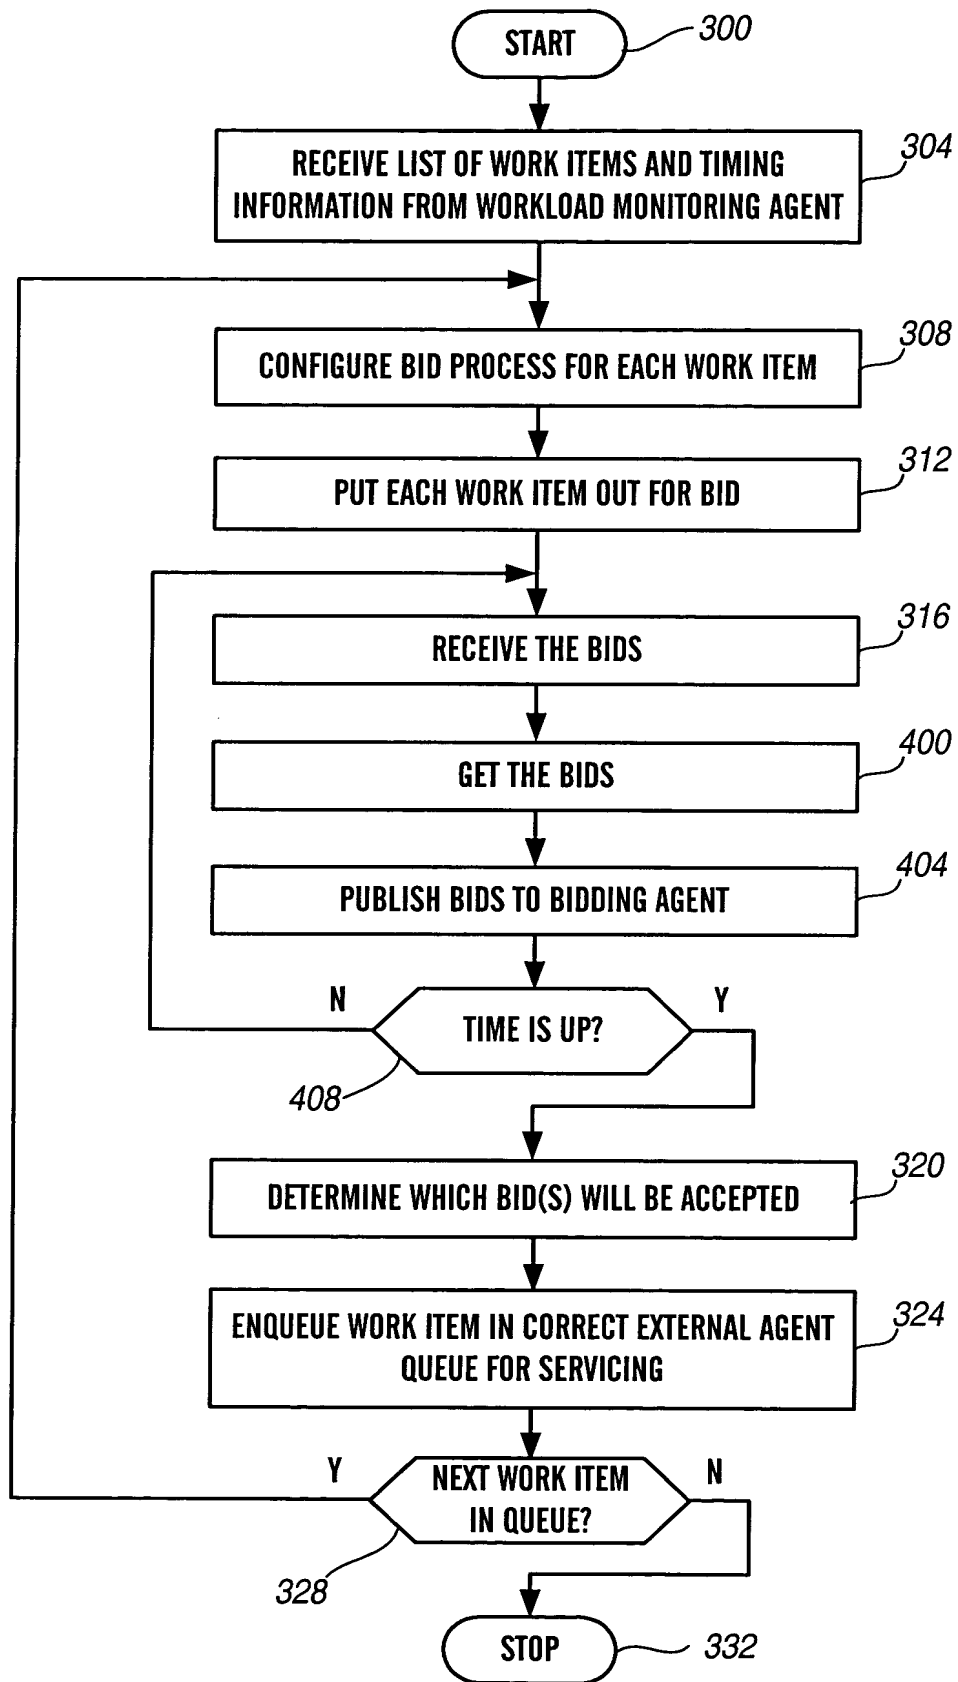 START
300
RECEIVE LIST OF WORK ITEMS AND TIMING
INFORMATION FROM WORKLOAD MONITORING AGENT
304
CONFIGURE BID PROCESS FOR EACH WORK ITEM
308
PUT EACH WORK ITEM OUT FOR BID
312
RECEIVE THE BIDS
316
GET THE BIDS
400
PUBLISH BIDS TO BIDDING AGENT
404
N
TIME IS UP?
Y
408
DETERMINE WHICH BID(S) WILL BE ACCEPTED
320
ENQUEUE WORK ITEM IN CORRECT EXTERNAL AGENT
QUEUE FOR SERVICING
324
Y
NEXT WORK ITEM
IN QUEUE?
N
328
STOP
332